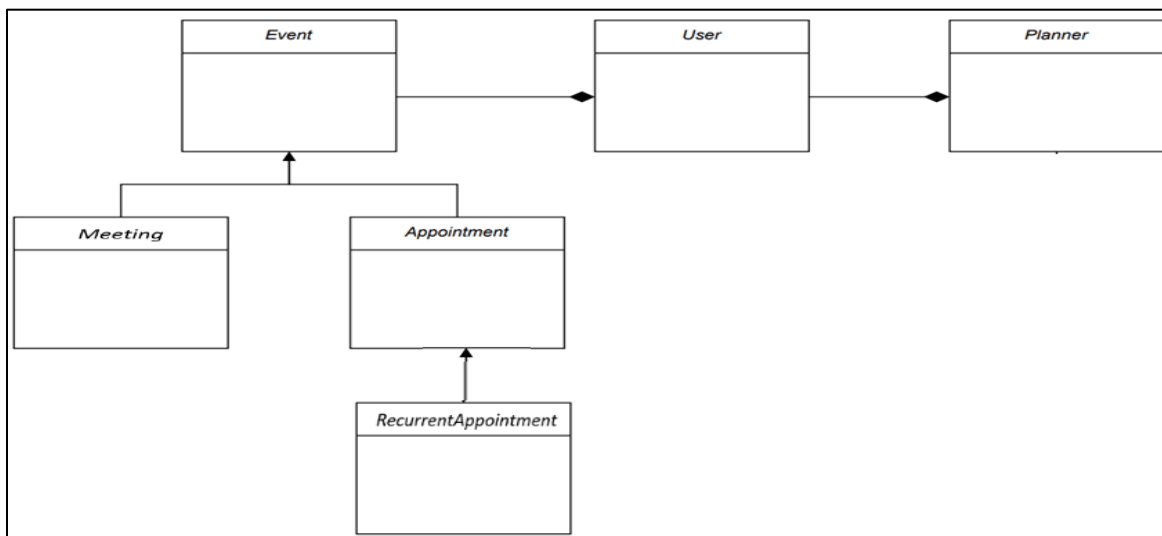 Event
User
Planner
Meeting
Appointment
RecurrentAppointment